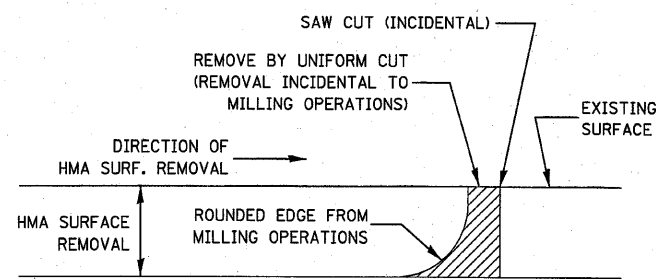 SAW CUT (INCIDENTAL)
REMOVE BY UNIFORM CUT
(REMOVAL INCIDENTAL TO
MILLING OPERATIONS)
EXISTING
SURFACE
DIRECTION OF
HMA SURF. REMOVAL
HMA SURFACE
REMOVAL
ROUNDED EDGE FROM
MILLING OPERATIONS